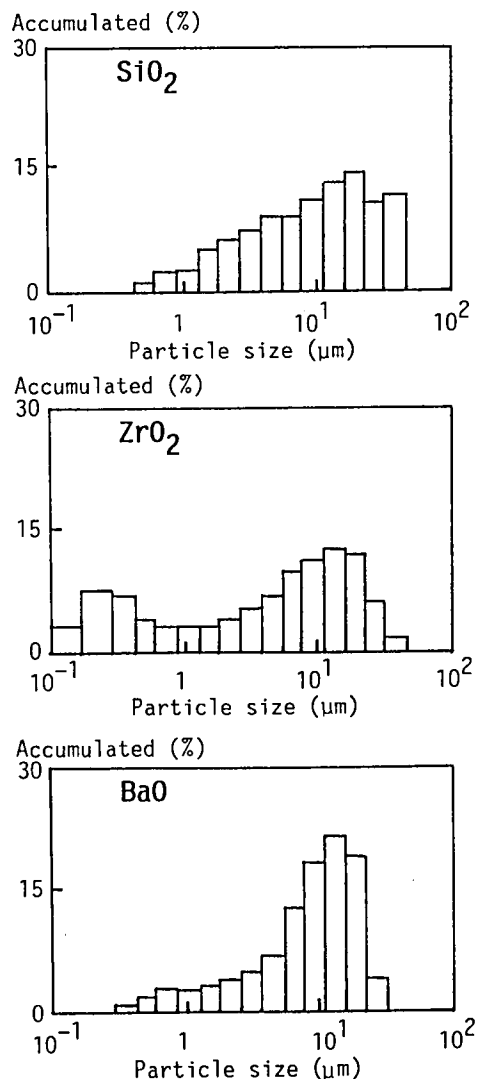 Accumulated (%)
30
SiO2
15
0
10^-1 1 10^1 10^2
Particle size (μm)
Accumulated (%)
30
ZrO2
15
0
10^-1 1 10^1 10^2
Particle size (μm)
Accumulated (%)
30
BaO
15
0
10^-1 1 10^1 10^2
Particle size (μm)